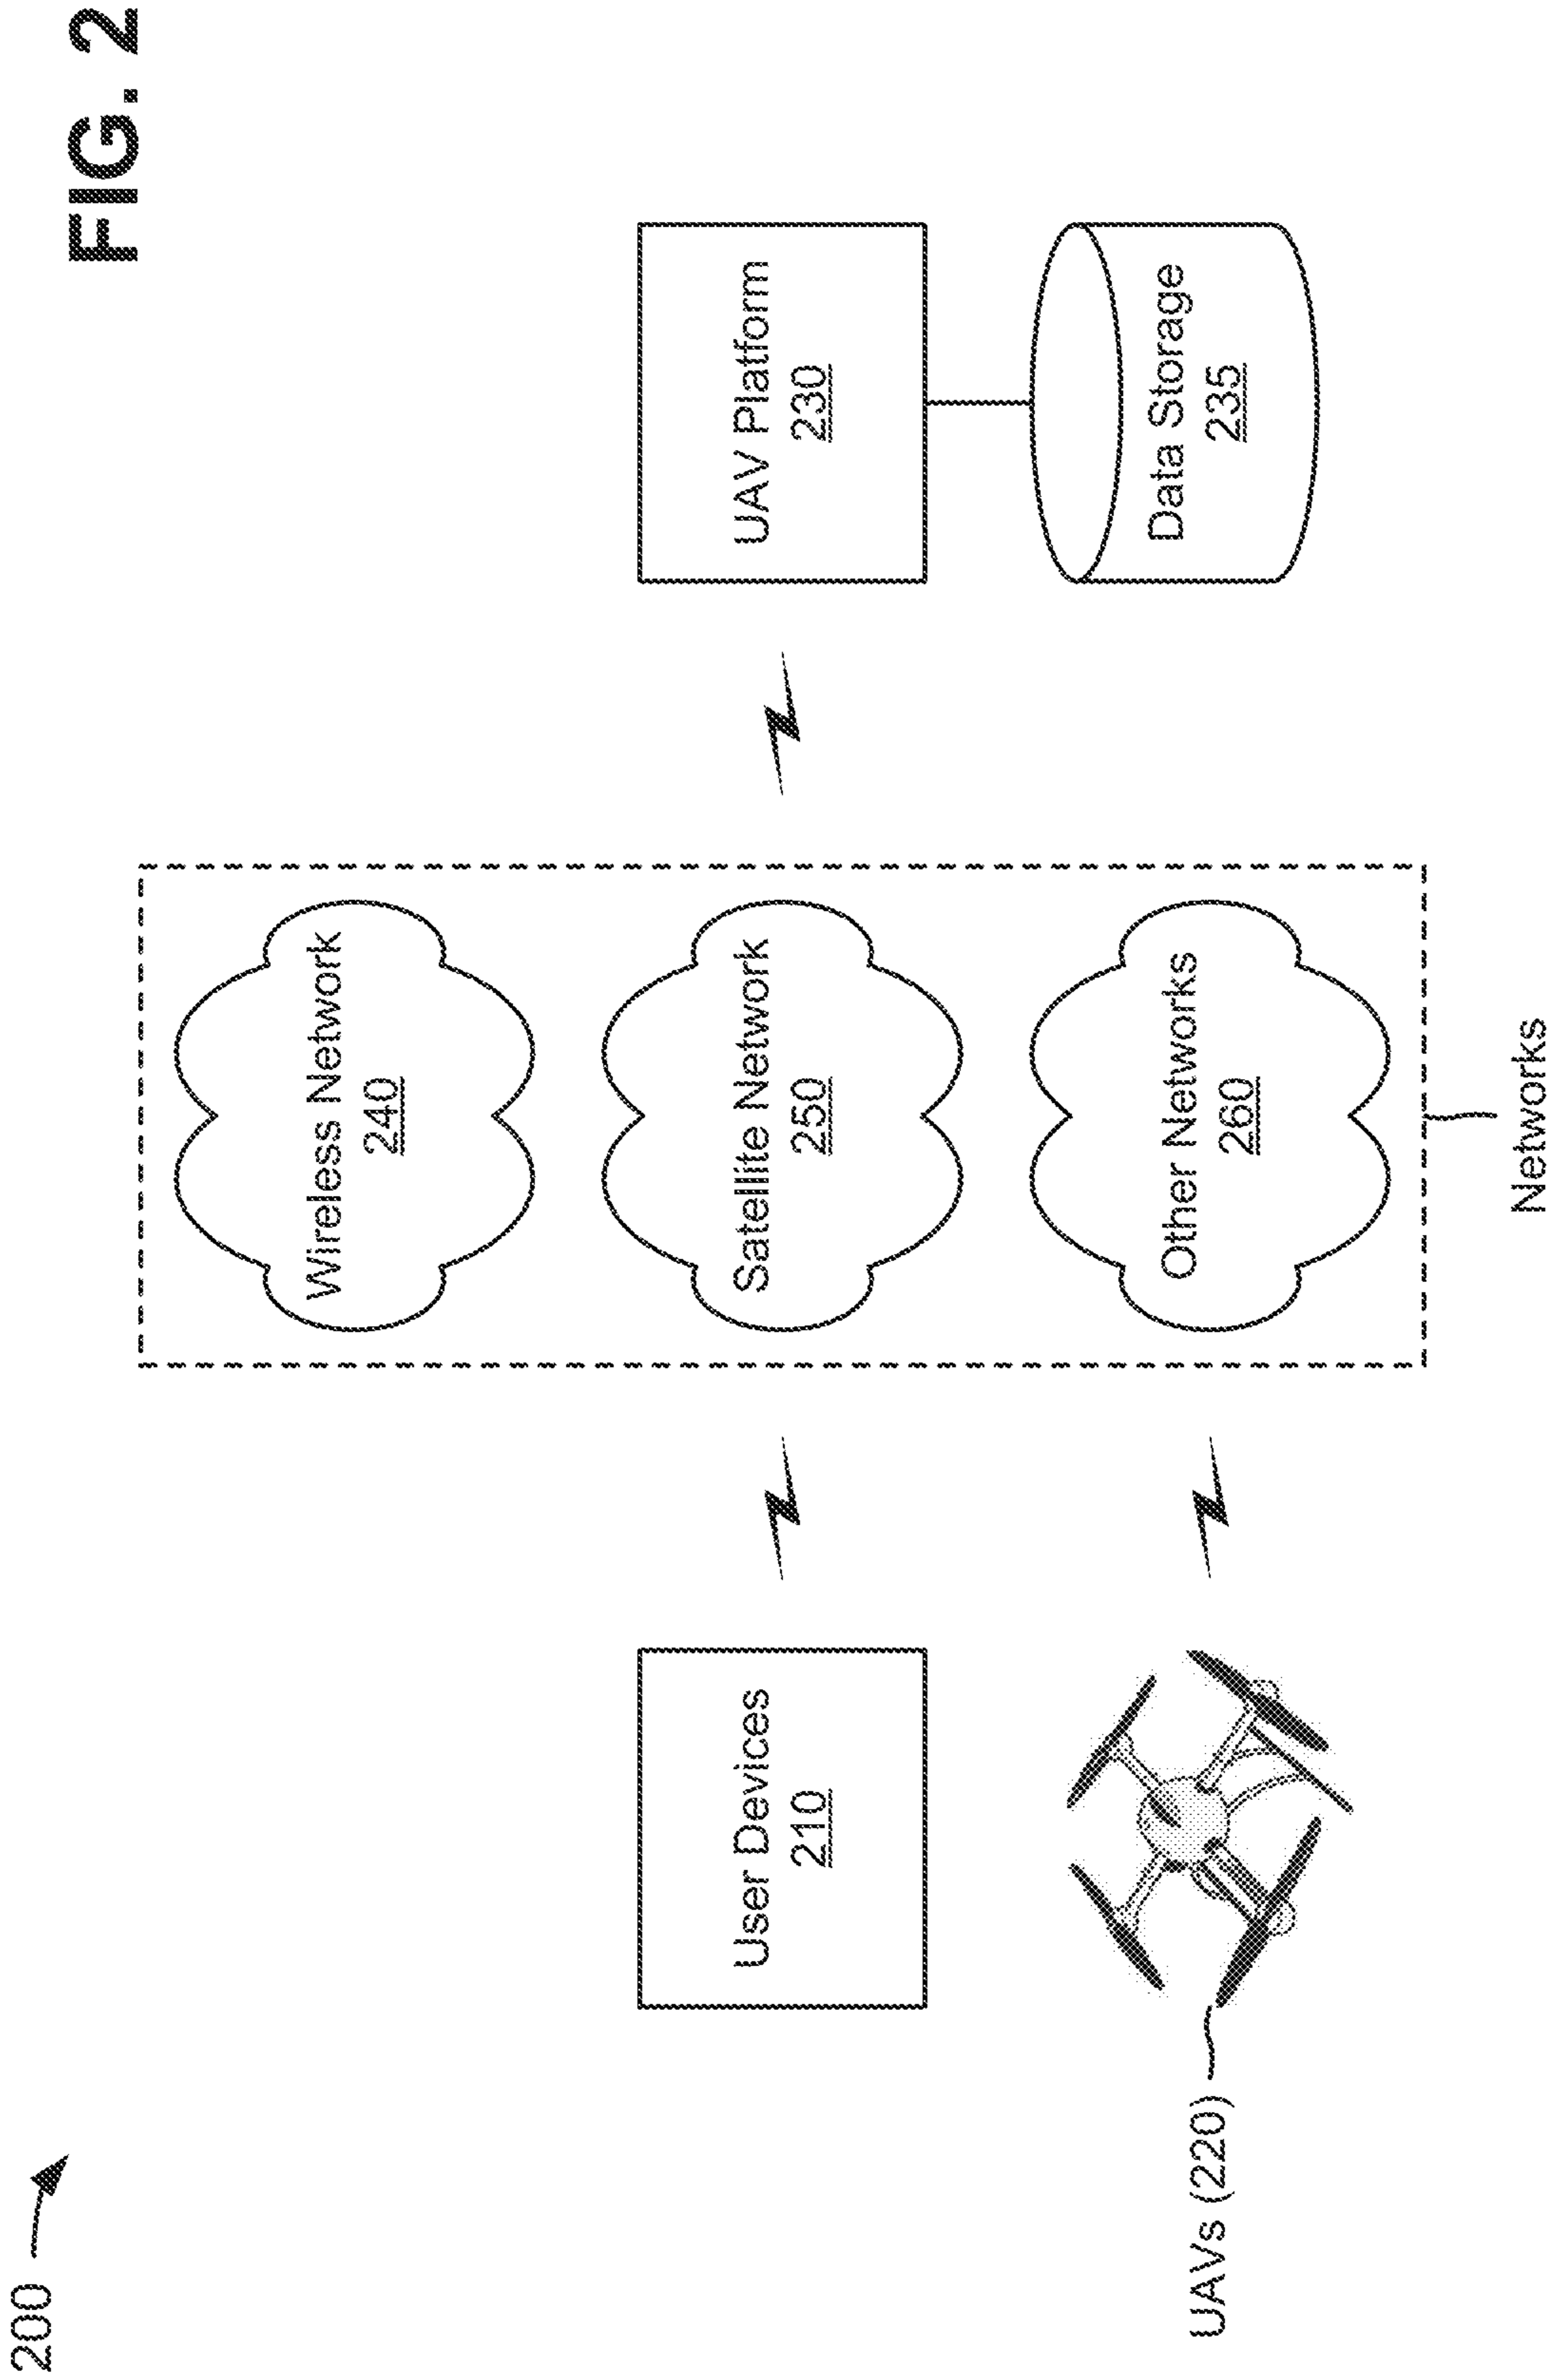 FIG. 2
200
Wireless Network
240
User Devices
210
Satellite Network
250
UAV Platform
230
UAVs (220)
Other Networks
260
Data Storage
235
Networks